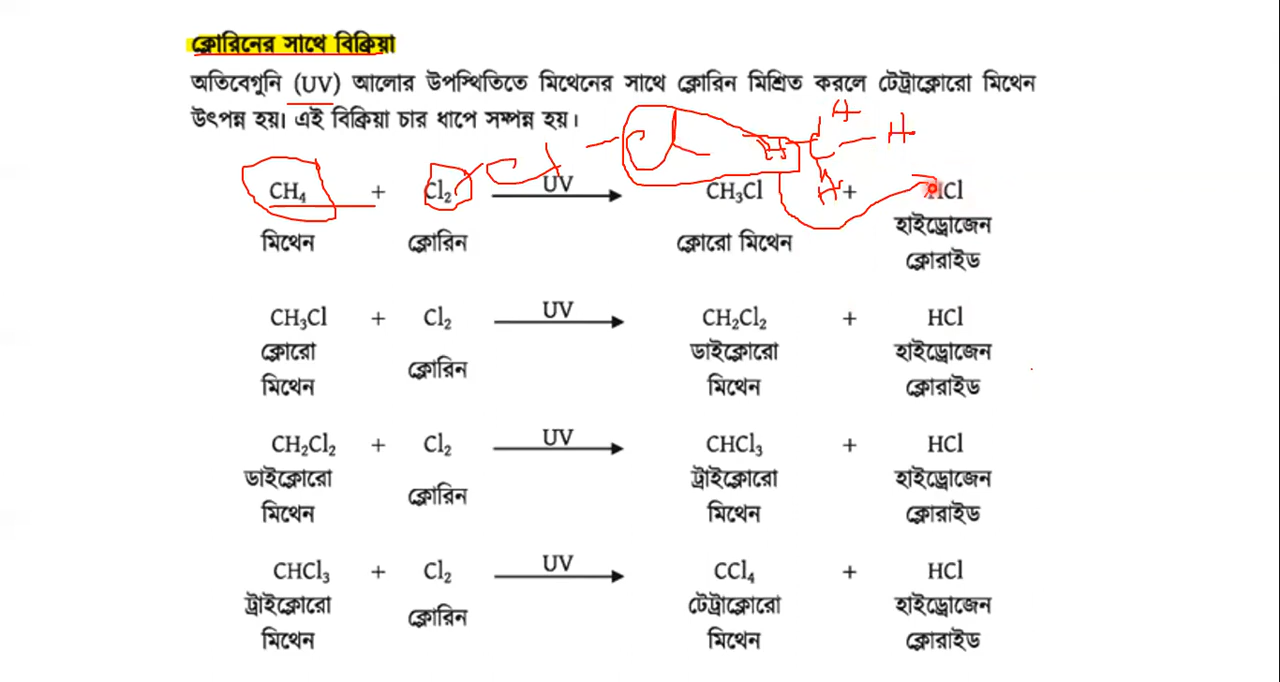 ক্লোরিনের সাথে বিক্রিয়া
অতিবেগুনি (UV) আলোর উপস্থিতিতে মিথেনের সাথে ক্লোরিন মিশ্রিত করলে টেট্রাক্লোরো মিথেন
উৎপন্ন হয়। এই বিক্রিয়া চার ধাপে সম্পন্ন হয়।
H
H
Cl Cl H C
H
CH₄ + Cl₂ UV CH₃Cl + HCl
মিথেন ক্লোরিন ক্লোরো মিথেন হাইড্রোজেন
ক্লোরাইড
CH₃Cl + Cl₂ UV CH₂Cl₂ + HCl
ক্লোরো ক্লোরিন ডাইক্লোরো হাইড্রোজেন
মিথেন মিথেন ক্লোরাইড
CH₂Cl₂ + Cl₂ UV CHCl₃ + HCl
ডাইক্লোরো ক্লোরিন ট্রাইক্লোরো হাইড্রোজেন
মিথেন মিথেন ক্লোরাইড
CHCl₃ + Cl₂ UV CCl₄ + HCl
ট্রাইক্লোরো ক্লোরিন টেট্রাক্লোরো হাইড্রোজেন
মিথেন মিথেন ক্লোরাইড